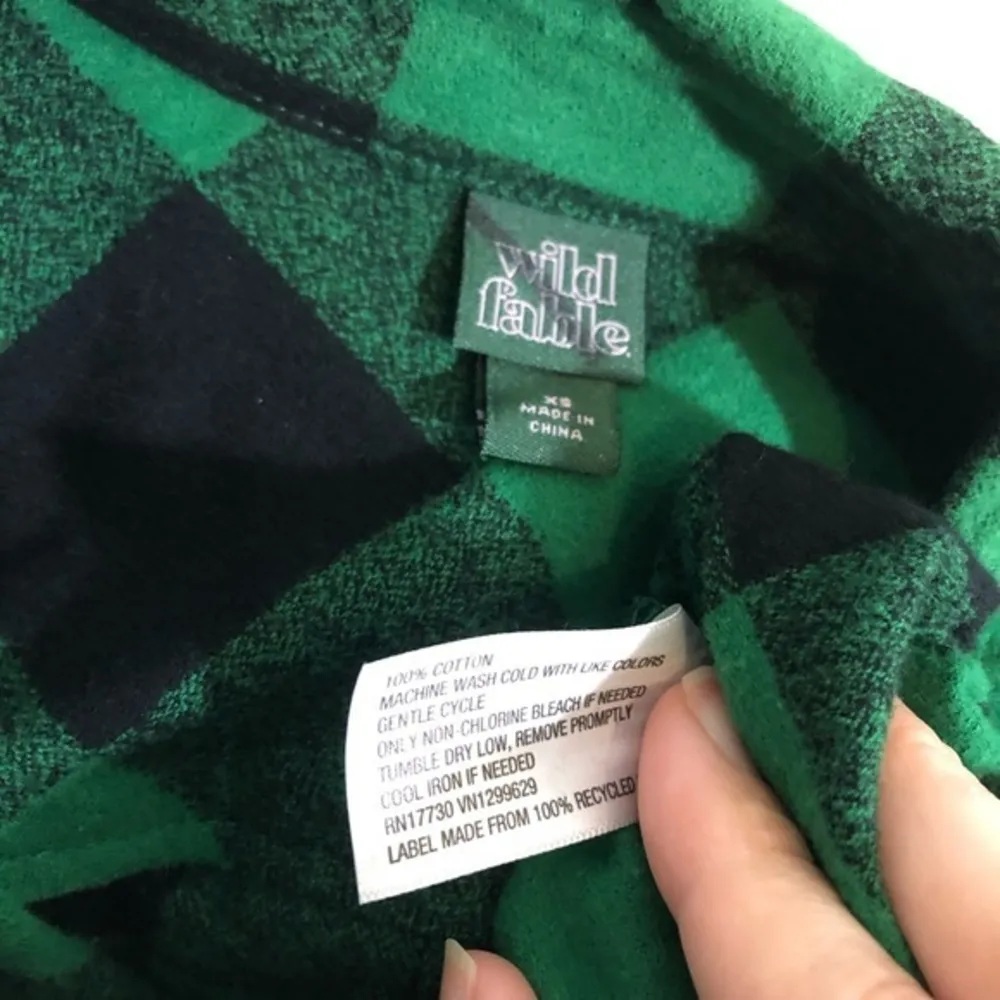 wild
fable.
XS
MADE IN
CHINA
100% COTTON
MACHINE WASH COLD WITH LIKE COLORS
GENTLE CYCLE
ONLY NON-CHLORINE BLEACH IF NEEDED
TUMBLE DRY LOW, REMOVE PROMPTLY
COOL IRON IF NEEDED
RN17730 VN1299629
LABEL MADE FROM 100% RECYCLED